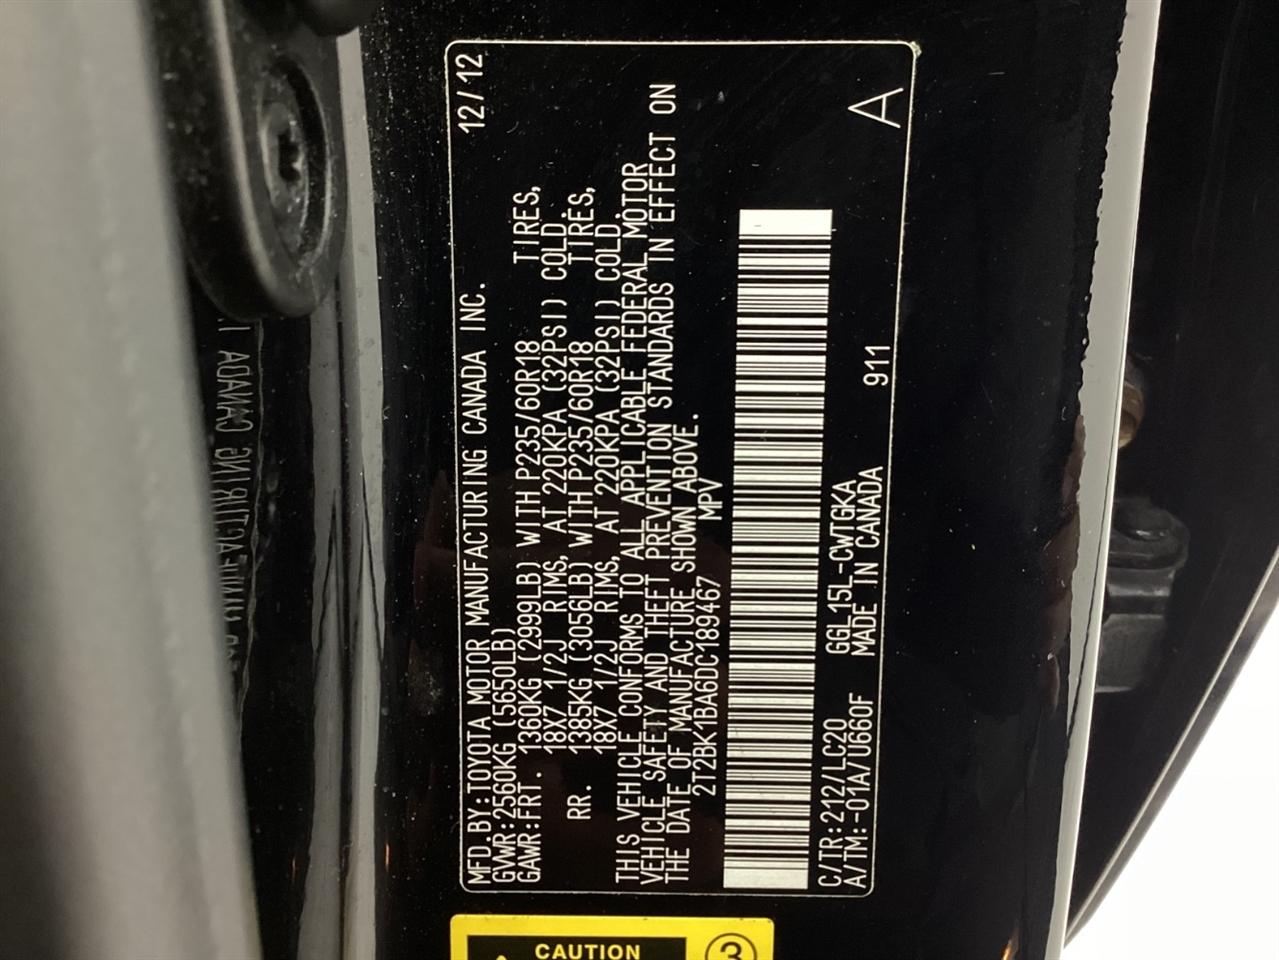 MFD.BY:TOYOTA MOTOR MANUFACTURING CANADA INC. 12/12
GVWR:2560KG (5650LB)
GAWR:FRT. 1360KG (2999LB) WITH P235/60R18 TIRES,
18X7 1/2J RIMS, AT 220KPA (32PSI) COLD.
RR. 1385KG (3056LB) WITH P235/60R18 TIRES,
18X7 1/2J RIMS, AT 220KPA (32PSI) COLD.
THIS VEHICLE CONFORMS TO ALL APPLICABLE FEDERAL MOTOR
VEHICLE SAFETY AND THEFT PREVENTION STANDARDS IN EFFECT ON
THE DATE OF MANUFACTURE SHOWN ABOVE.
2T2BK1BA6DC189467 MPV
C/TR:212/LC20 GGL15L-CWTGKA 911
A/TM:-01A/U660F MADE IN CANADA A
CAUTION
3